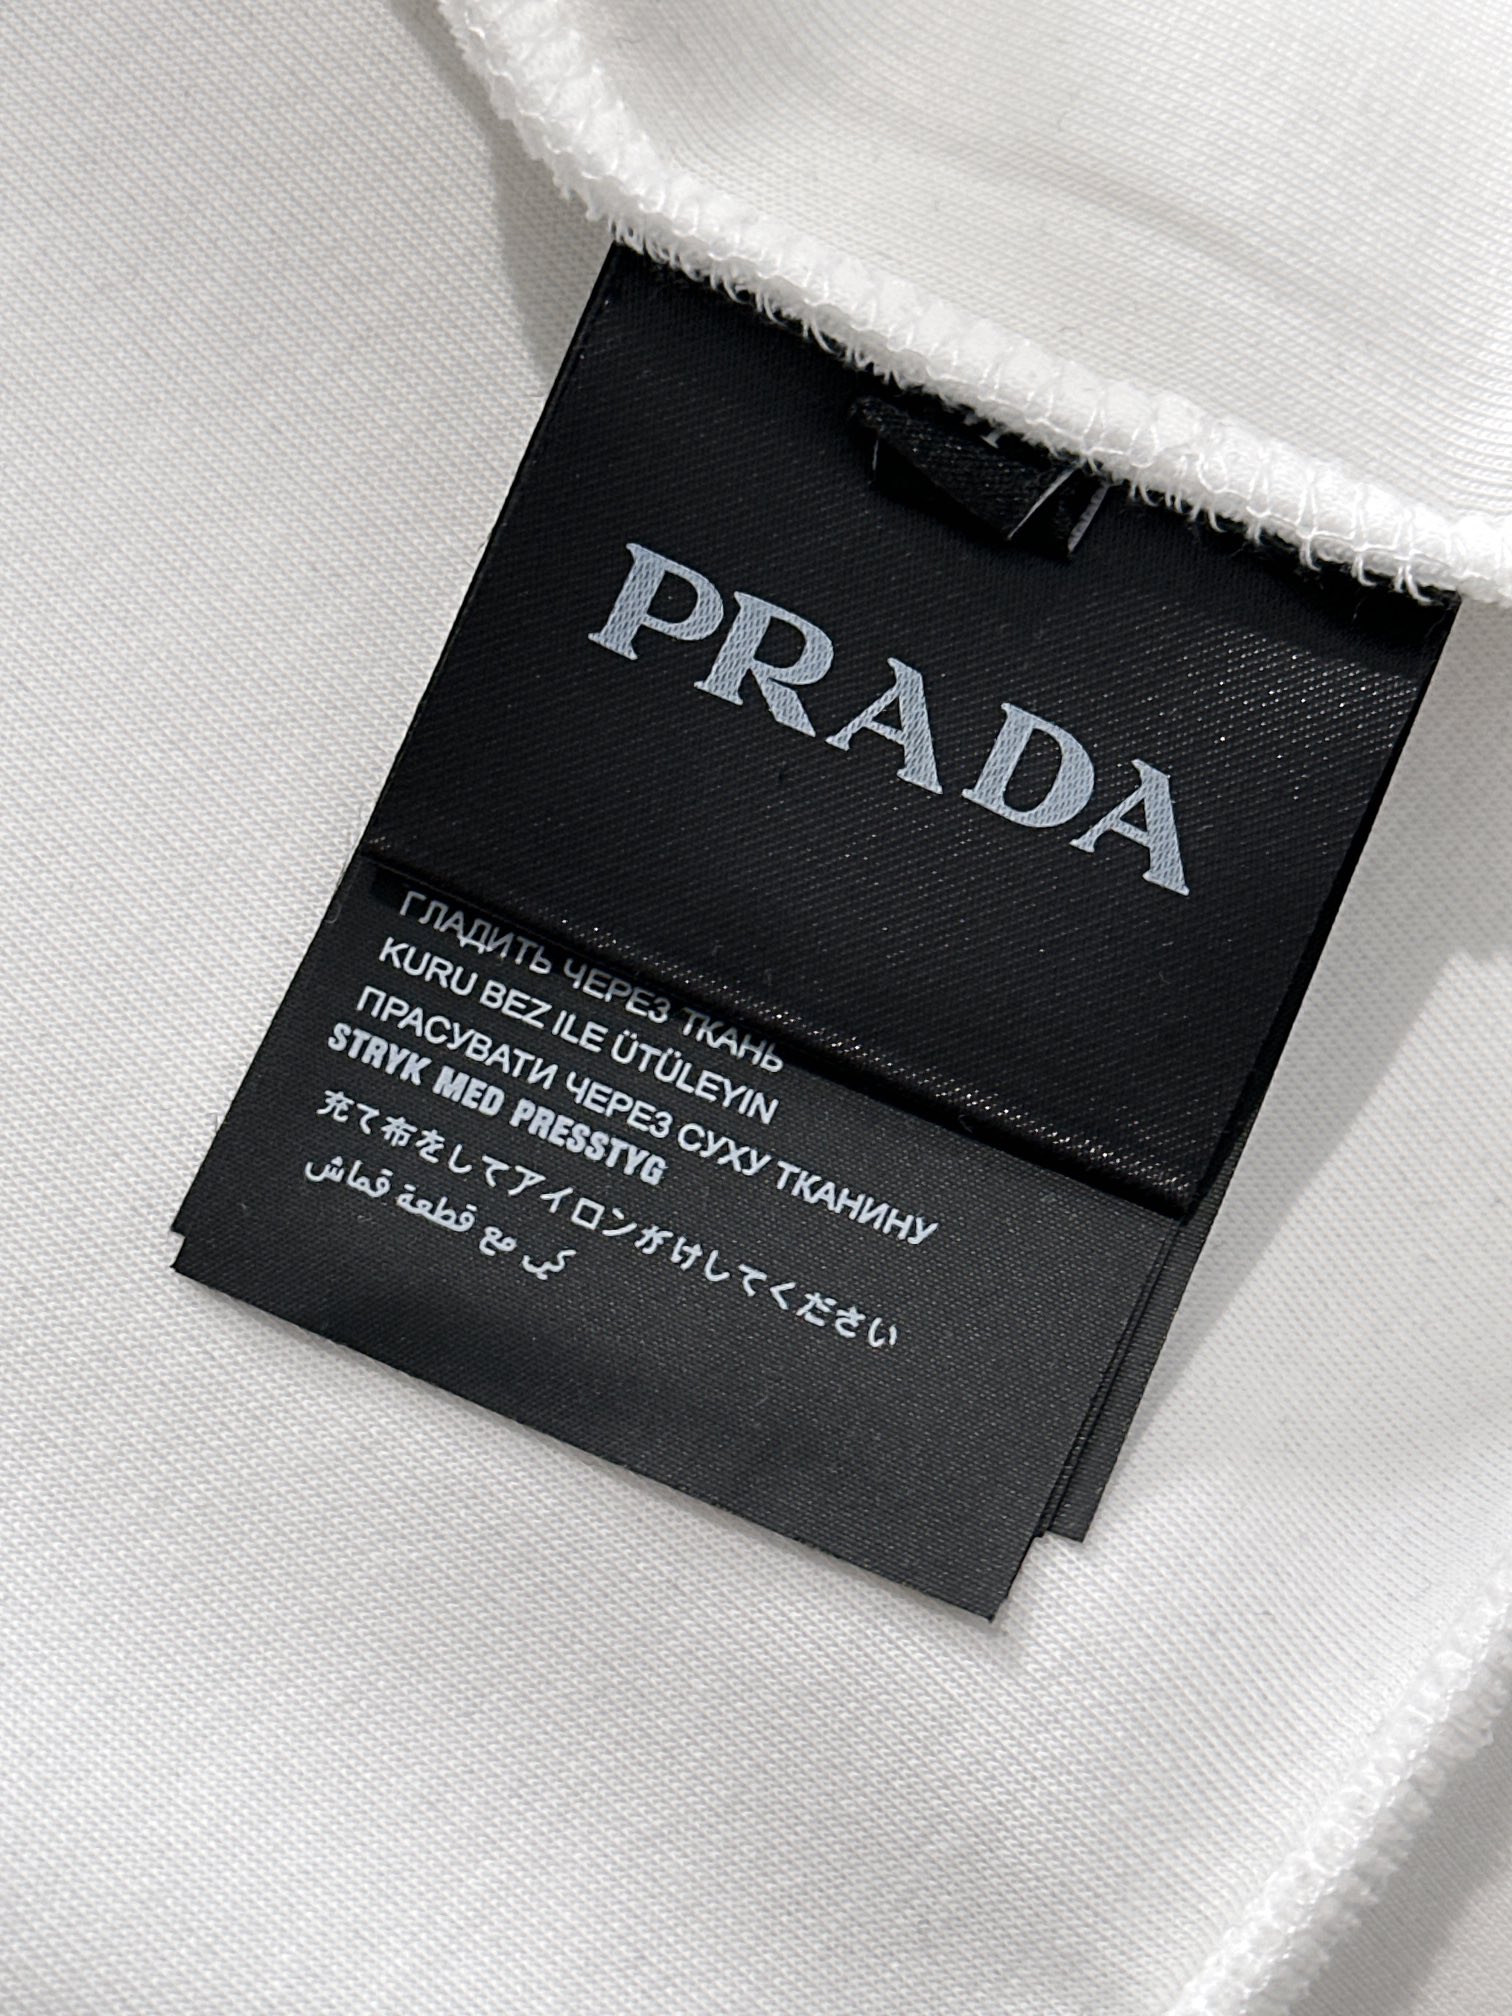 PRADA
ГЛАДИТЬ ЧЕРЕЗ ТКАНЬ
KURU BEZ ILE ÜTÜLEYIN
ПРАСУВАТИ ЧЕРЕЗ СУХУ ТКАНИНУ
STRYK MED PRESSTYG
充て布をしてアイロンがけしてください
كي مع قطعة قماش